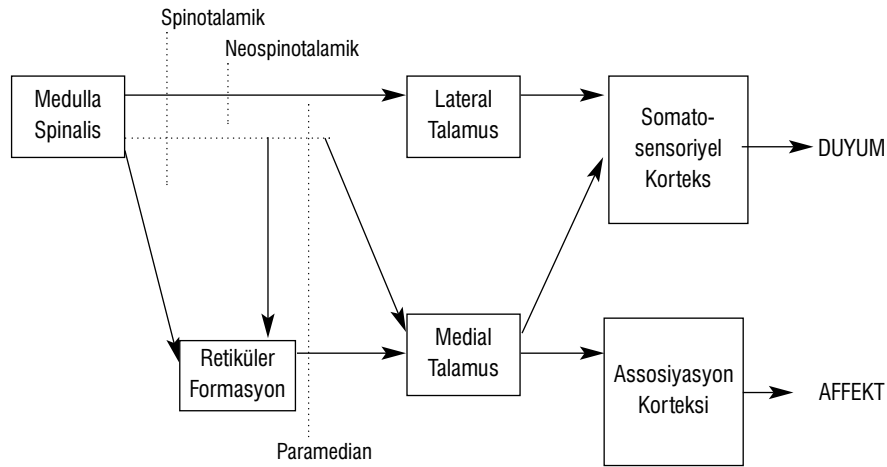 Spinotalamik
Neospinotalamik
Medulla
Spinalis
Lateral
Talamus
Somato-
sensoriyel
Korteks
DUYUM
Retiküler
Formasyon
Medial
Talamus
Assosiyasyon
Korteksi
AFFEKT
Paramedian